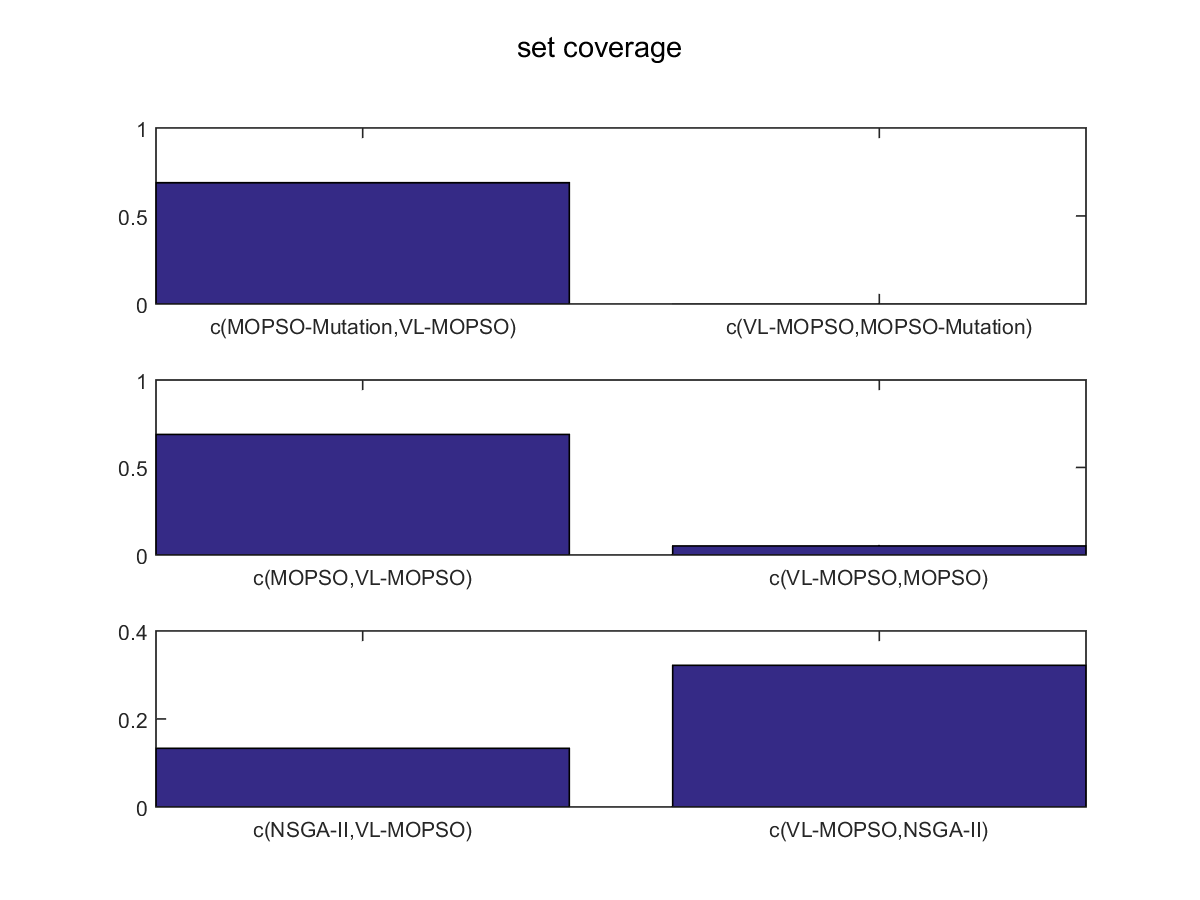 set coverage
1
0.5
0
c(MOPSO-Mutation,VL-MOPSO) c(VL-MOPSO,MOPSO-Mutation)
1
0.5
0
c(MOPSO,VL-MOPSO) c(VL-MOPSO,MOPSO)
0.4
0.2
0
c(NSGA-II,VL-MOPSO) c(VL-MOPSO,NSGA-II)